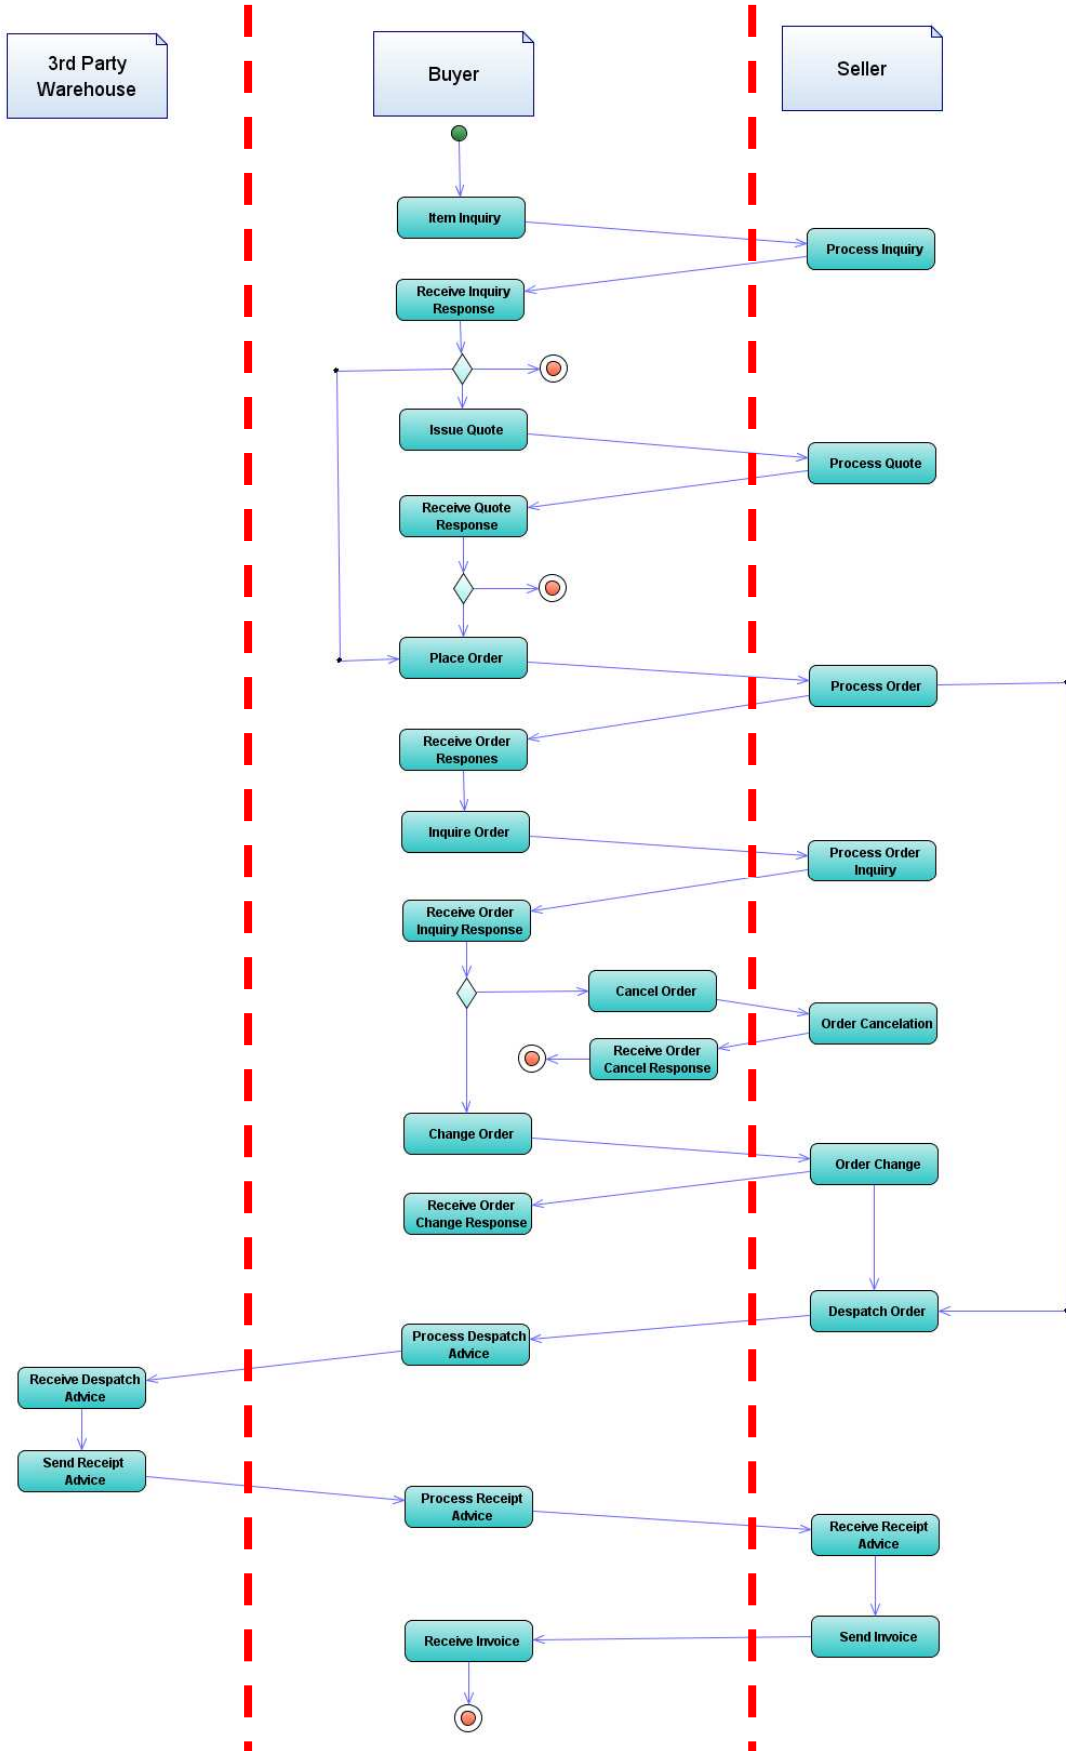 3rd Party
Warehouse
Buyer
Seller
Item Inquiry
Process Inquiry
Receive Inquiry
Response
Issue Quote
Process Quote
Receive Quote
Response
Place Order
Process Order
Receive Order
Respones
Inquire Order
Process Order
Inquiry
Receive Order
Inquiry Response
Cancel Order
Order Cancelation
Receive Order
Cancel Response
Change Order
Order Change
Receive Order
Change Response
Despatch Order
Process Despatch
Advice
Receive Despatch
Advice
Send Receipt
Advice
Process Receipt
Advice
Receive Receipt
Advice
Send Invoice
Receive Invoice